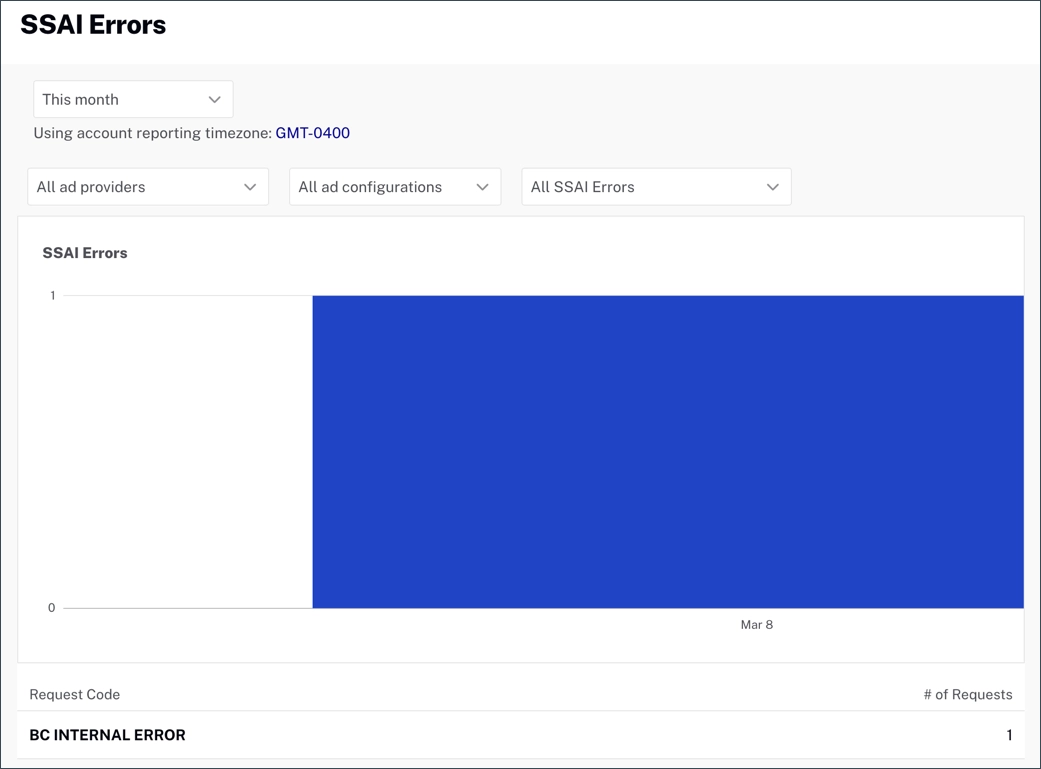 SSAI Errors
This month
Using account reporting timezone: GMT-0400
All ad providers All ad configurations All SSAI Errors
SSAI Errors
1
0
Mar 8
Request Code # of Requests
BC INTERNAL ERROR 1